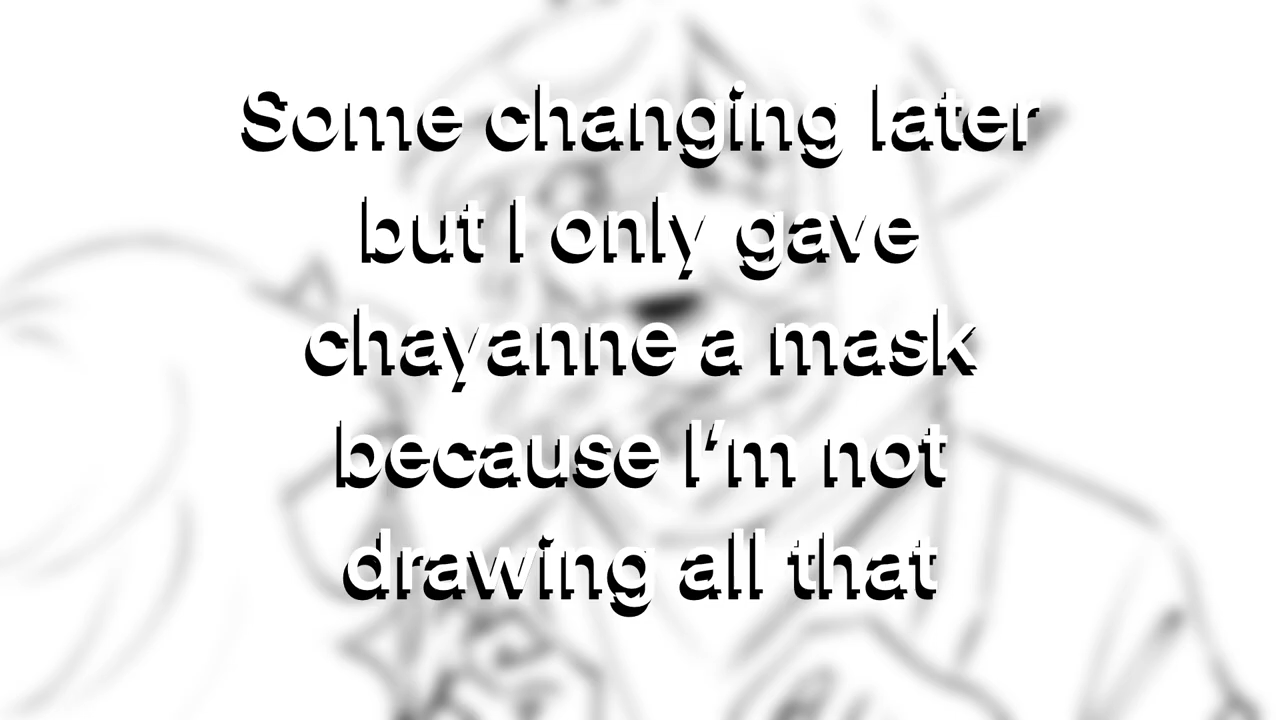 Some changing later
but I only gave
chayanne a mask
because I'm not
drawing all that